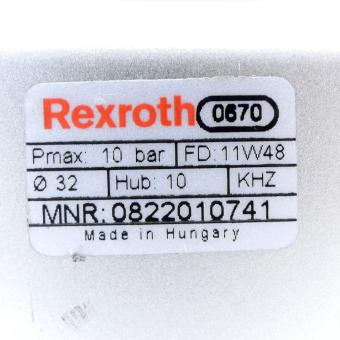 Rexroth 0670
Pmax: 10 bar FD:11W48
Ø 32 Hub: 10 KHZ
MNR: 0822010741
Made in Hungary